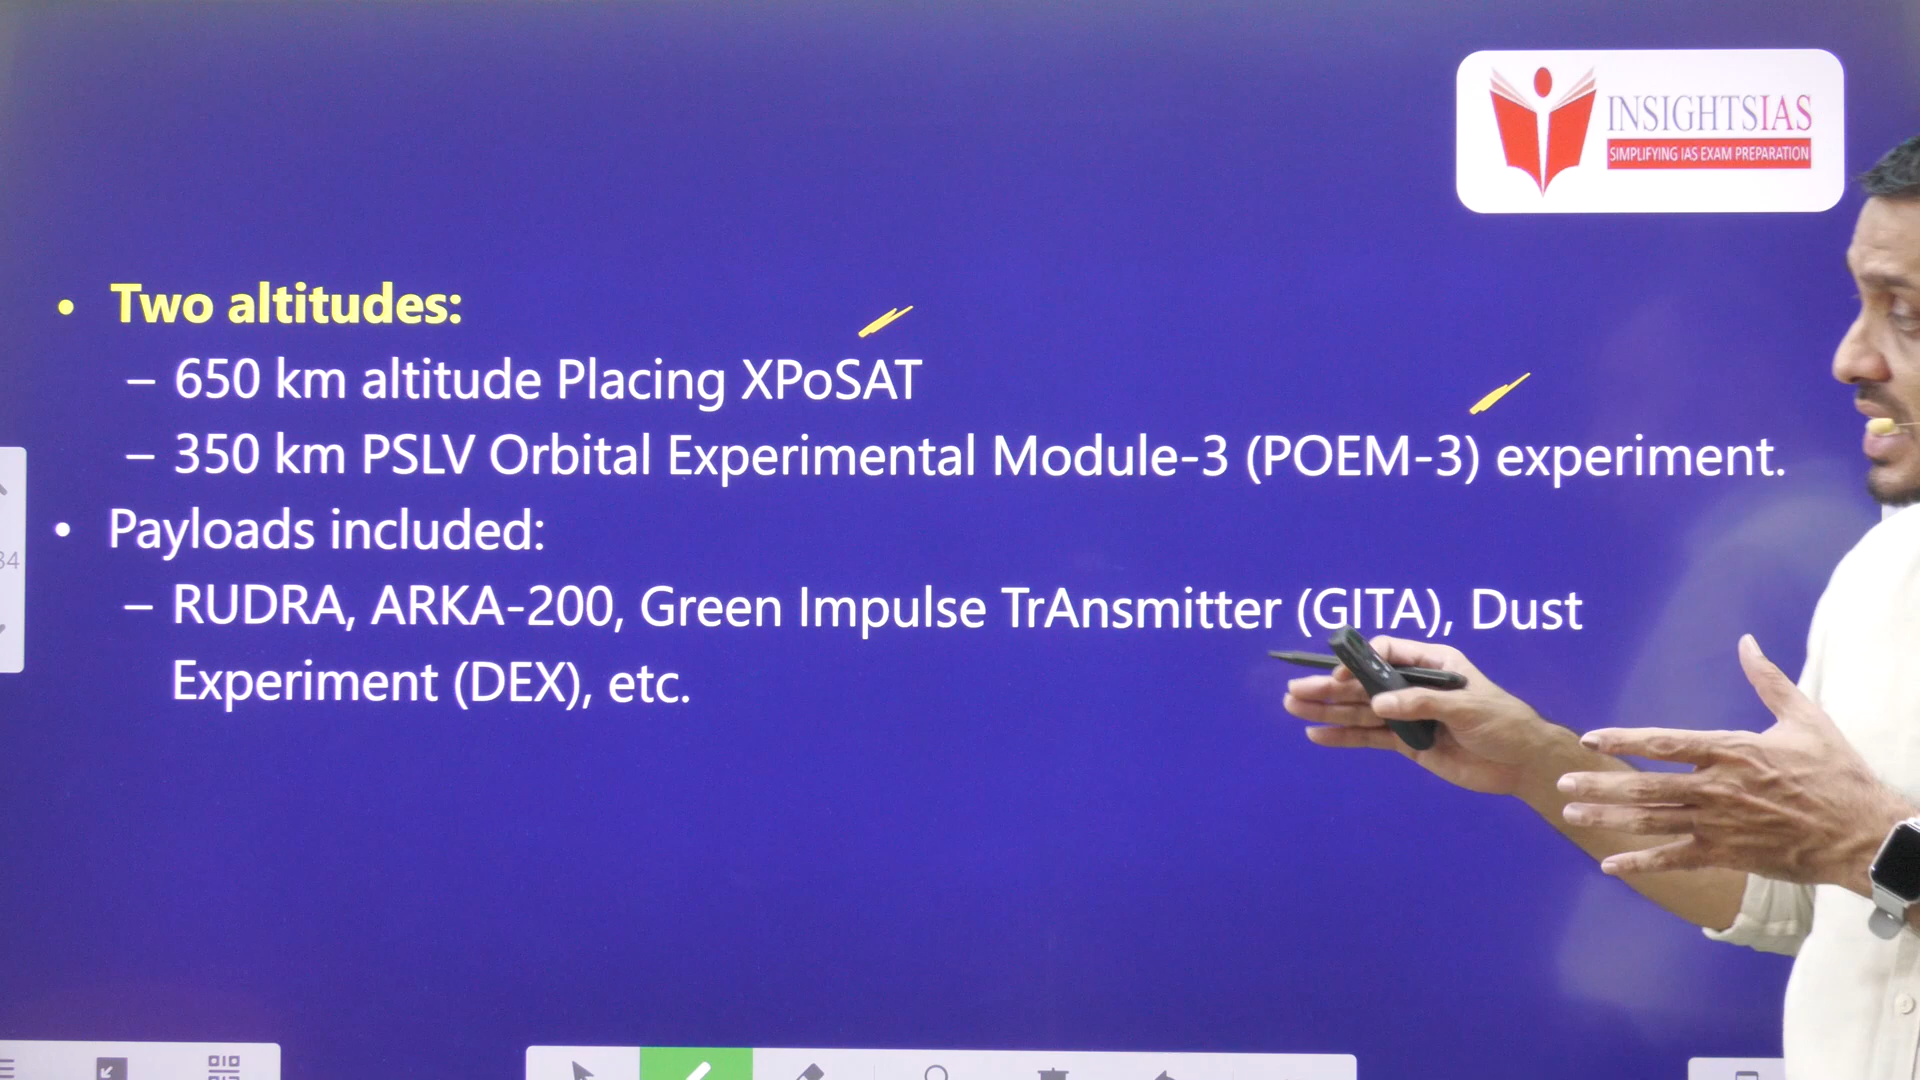 INSIGHTSIAS
SIMPLIFYING IAS EXAM PREPARATION
• Two altitudes:
– 650 km altitude Placing XPoSAT
– 350 km PSLV Orbital Experimental Module-3 (POEM-3) experiment.
• Payloads included:
– RUDRA, ARKA-200, Green Impulse TrAnsmitter (GITA), Dust
Experiment (DEX), etc.
34